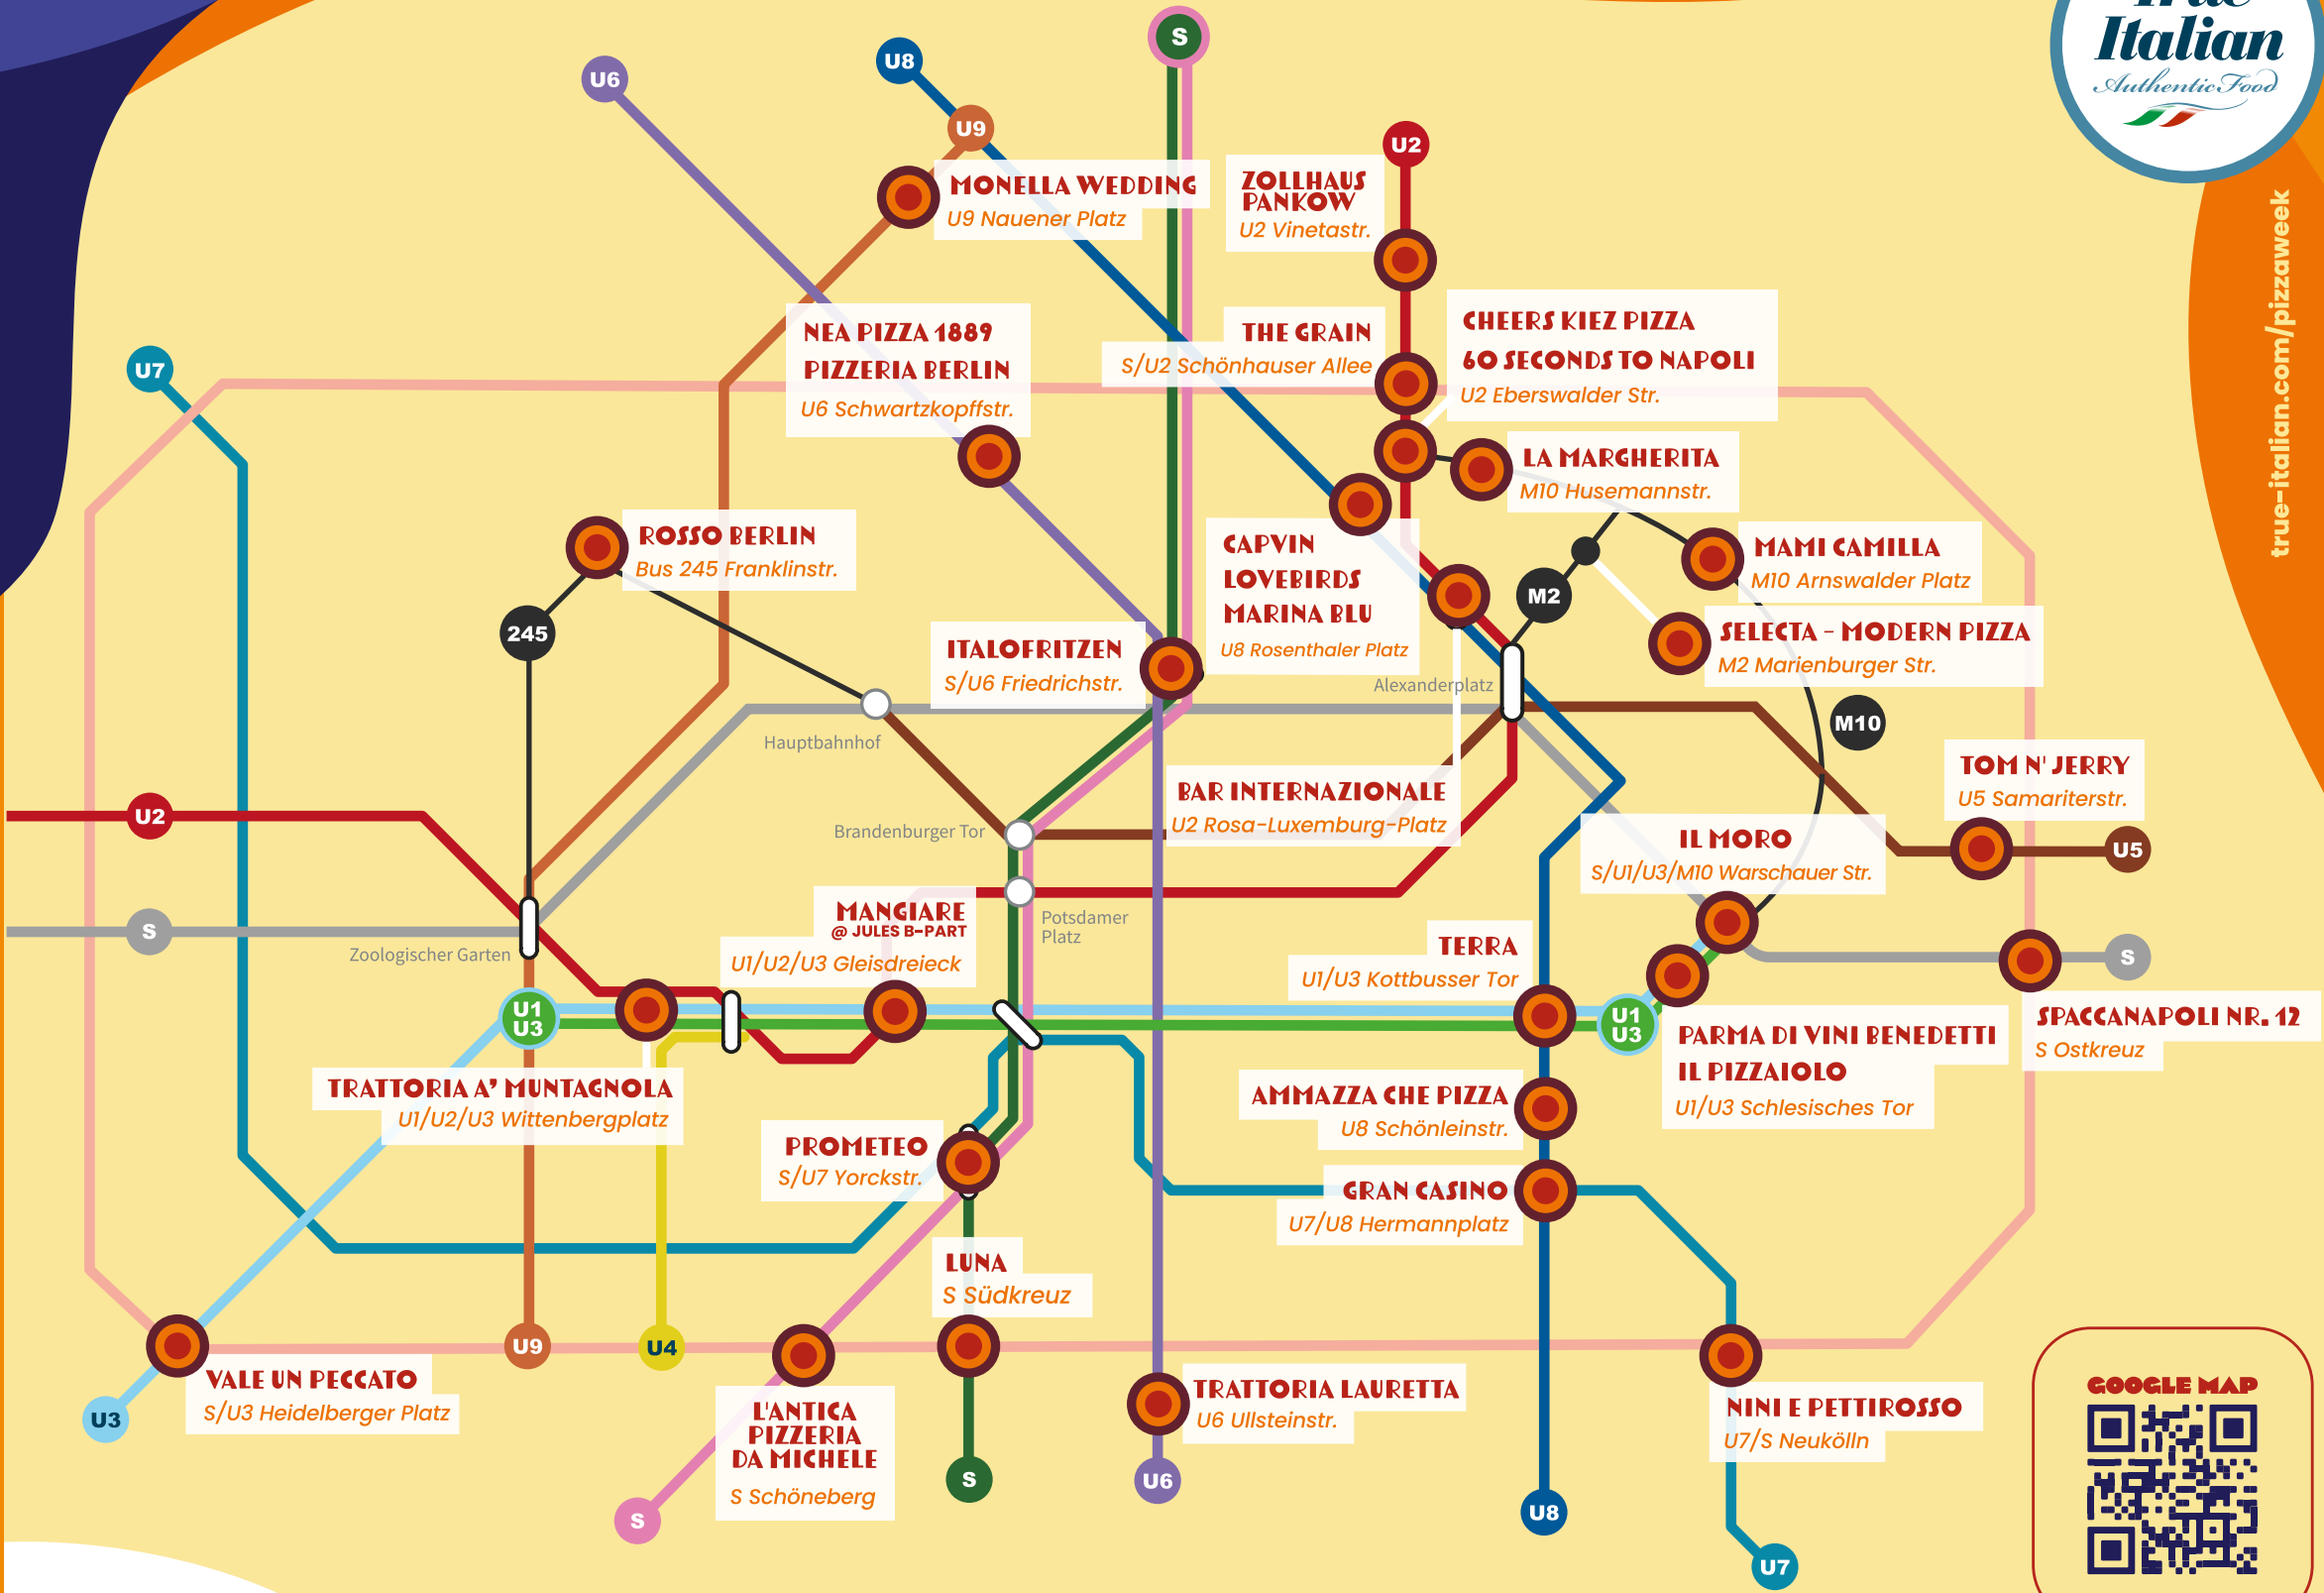 True
Italian
Authentic Food
true-italian.com/pizzaweek
S
U8
U6
U9
U2
MONELLA WEDDING
U9 Nauener Platz
ZOLLHAUS
PANKOW
U2 Vinetastr.
NEA PIZZA 1889
PIZZERIA BERLIN
U6 Schwartzkopffstr.
THE GRAIN
S/U2 Schönhauser Allee
CHEERS KIEZ PIZZA
60 SECONDS TO NAPOLI
U2 Eberswalder Str.
U7
LA MARGHERITA
M10 Husemannstr.
ROSSO BERLIN
Bus 245 Franklinstr.
CAPVIN
LOVEBIRDS
MARINA BLU
U8 Rosenthaler Platz
MAMI CAMILLA
M10 Arnswalder Platz
M2
245
SELECTA - MODERN PIZZA
M2 Marienburger Str.
ITALOFRITZEN
S/U6 Friedrichstr.
Alexanderplatz
M10
Hauptbahnhof
TOM N' JERRY
U5 Samariterstr.
BAR INTERNAZIONALE
U2 Rosa-Luxemburg-Platz
U2
Brandenburger Tor
IL MORO
S/U1/U3/M10 Warschauer Str.
U5
MANGIARE
@ JULES B-PART
U1/U2/U3 Gleisdreieck
Potsdamer
Platz
S
Zoologischer Garten
TERRA
U1/U3 Kottbusser Tor
S
U1
U3
U1
U3
SPACCANAPOLI NR. 12
S Ostkreuz
PARMA DI VINI BENEDETTI
IL PIZZAIOLO
U1/U3 Schlesisches Tor
TRATTORIA A' MUNTAGNOLA
U1/U2/U3 Wittenbergplatz
AMMAZZA CHE PIZZA
U8 Schönleinstr.
PROMETEO
S/U7 Yorckstr.
GRAN CASINO
U7/U8 Hermannplatz
LUNA
S Südkreuz
U9
U4
VALE UN PECCATO
S/U3 Heidelberger Platz
U3
L'ANTICA
PIZZERIA
DA MICHELE
S Schöneberg
TRATTORIA LAURETTA
U6 Ullsteinstr.
NINI E PETTIROSSO
U7/S Neukölln
GOOGLE MAP
S
S
U6
U8
U7